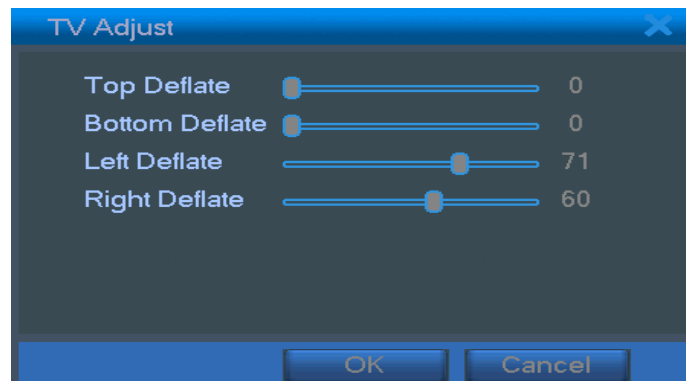 TV Adjust
Top Deflate 0
Bottom Deflate 0
Left Deflate 71
Right Deflate 60
OK Cancel